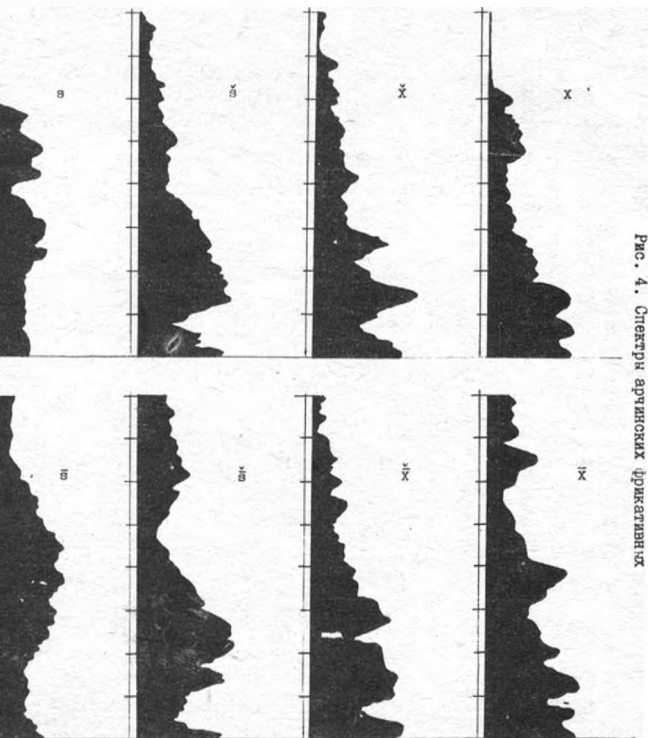 Рис. 4. Спектры арчинских фрикативных
s š x̌ x
s̄ š̄ x̌̄ x̄